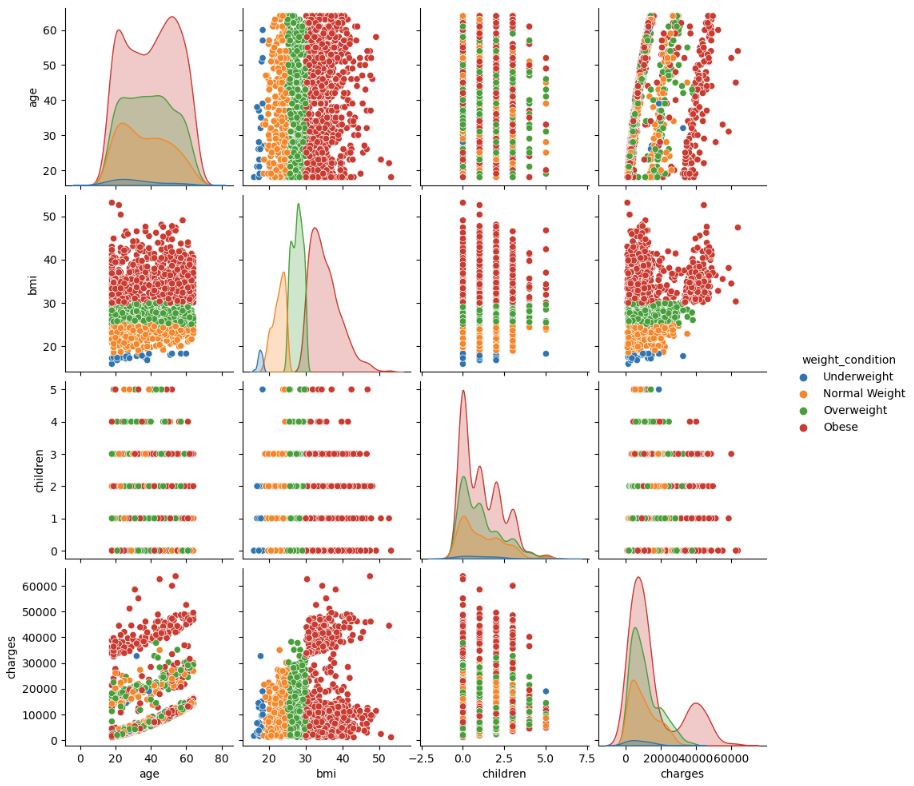 60
50
40
30
20
age
50
40
30
20
bmi
weight_condition
Underweight
Normal Weight
Overweight
Obese
5
4
3
2
1
0
children
60000
50000
40000
30000
20000
10000
0
charges
0 20 40 60 80
20 30 40 50
−2.5 0.0 2.5 5.0 7.5
0 20000 40000 60000
age
bmi
children
charges